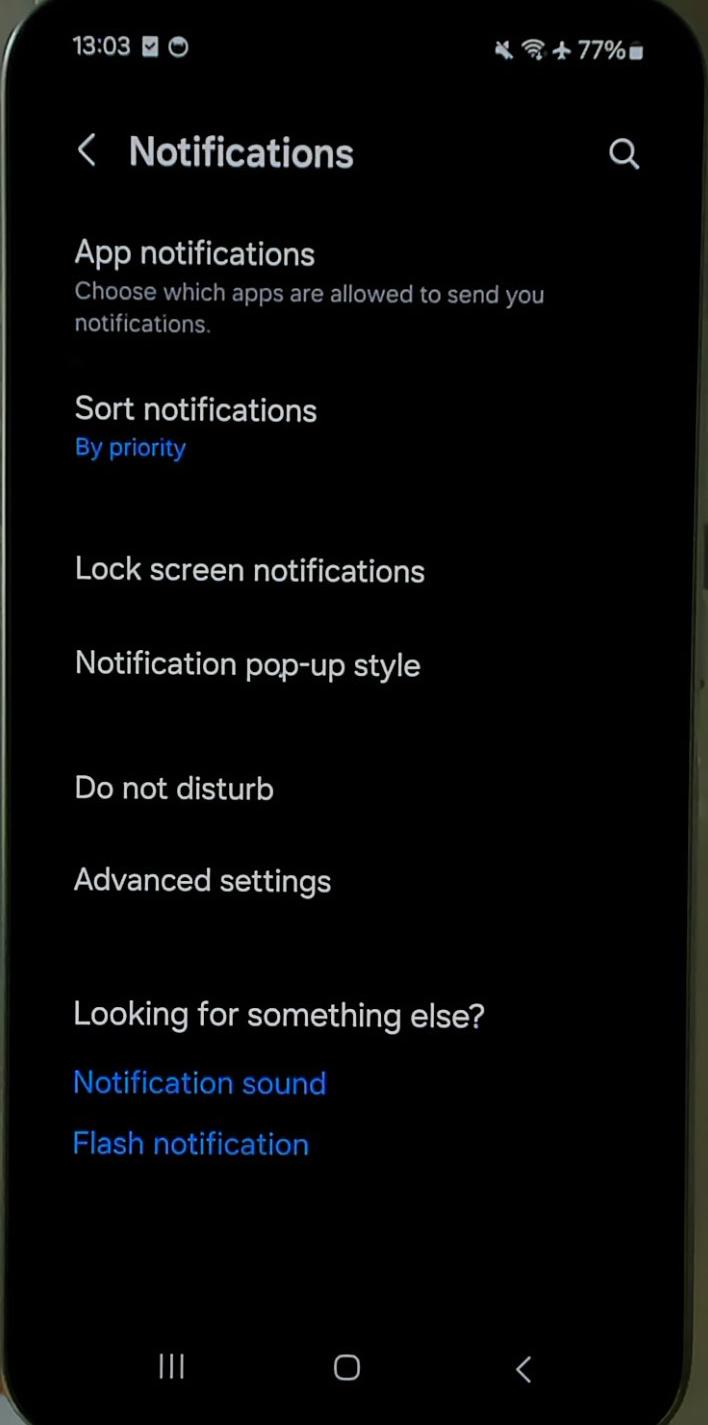 13:03 77%
Notifications
App notifications
Choose which apps are allowed to send you
notifications.
Sort notifications
By priority
Lock screen notifications
Notification pop-up style
Do not disturb
Advanced settings
Looking for something else?
Notification sound
Flash notification